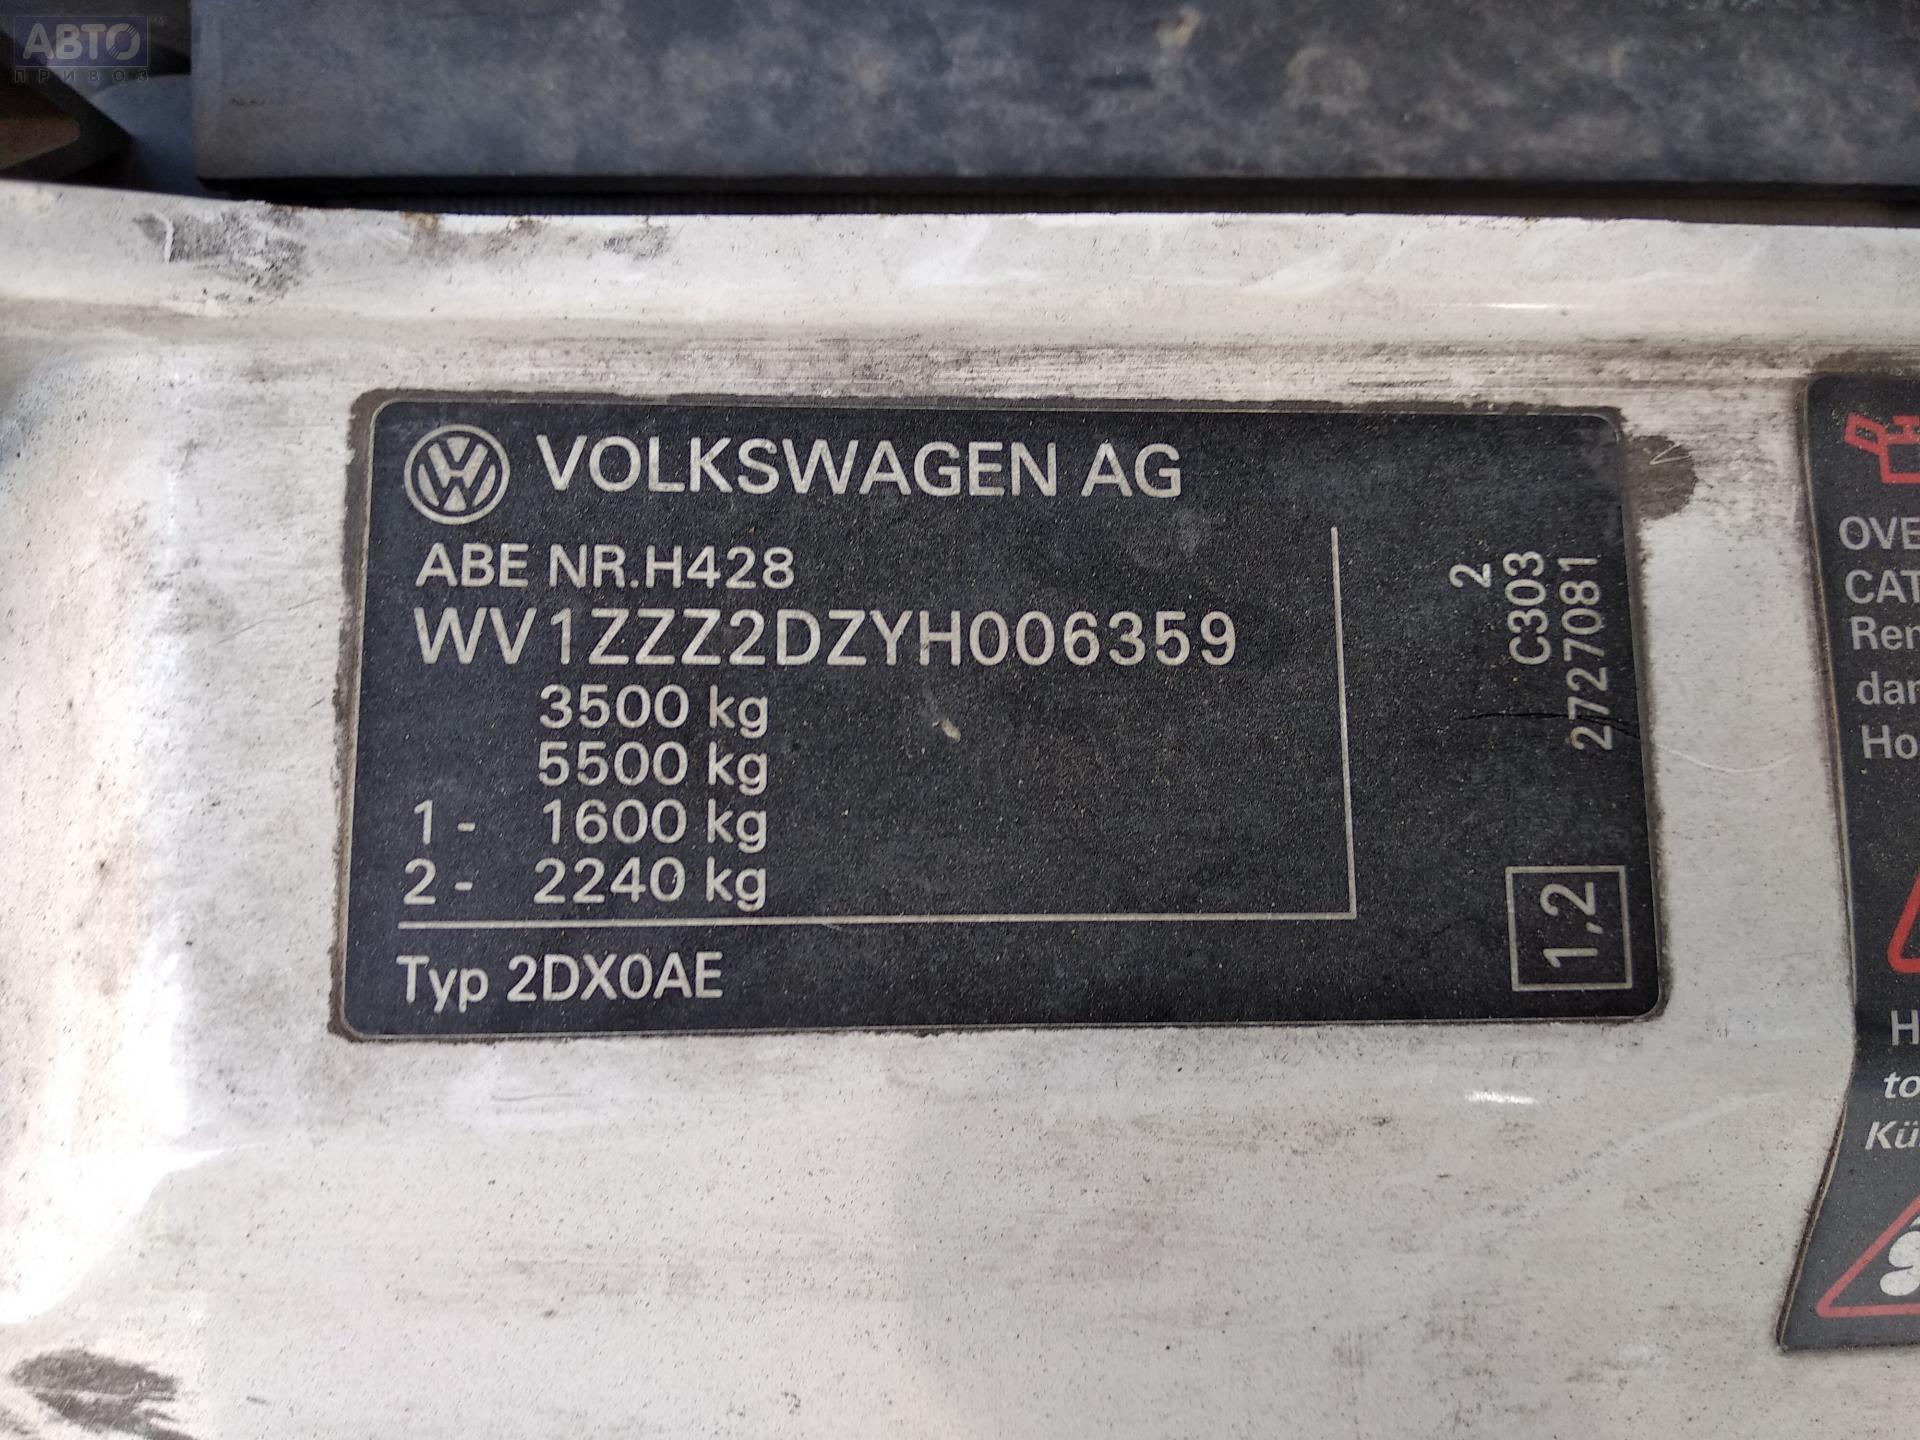 АВТО
ПРИВОЗ
VOLKSWAGEN AG
ABE NR.H428
WV1ZZZ2DZYH006359
3500 kg
5500 kg
1 - 1600 kg
2 - 2240 kg
Typ 2DX0AE
2
C303
2727081
1,2
OVE
CAT
Ren
dar
Ho
H
to
Kü